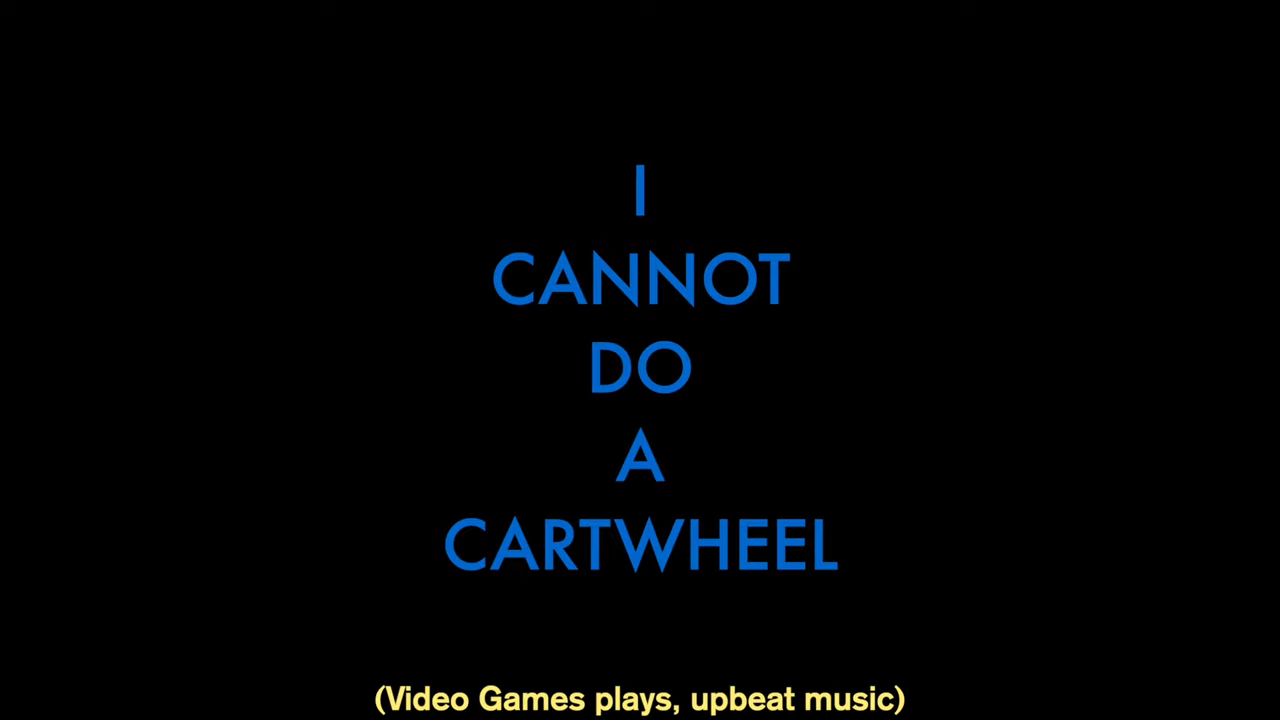 I
CANNOT
DO
A
CARTWHEEL
(Video Games plays, upbeat music)